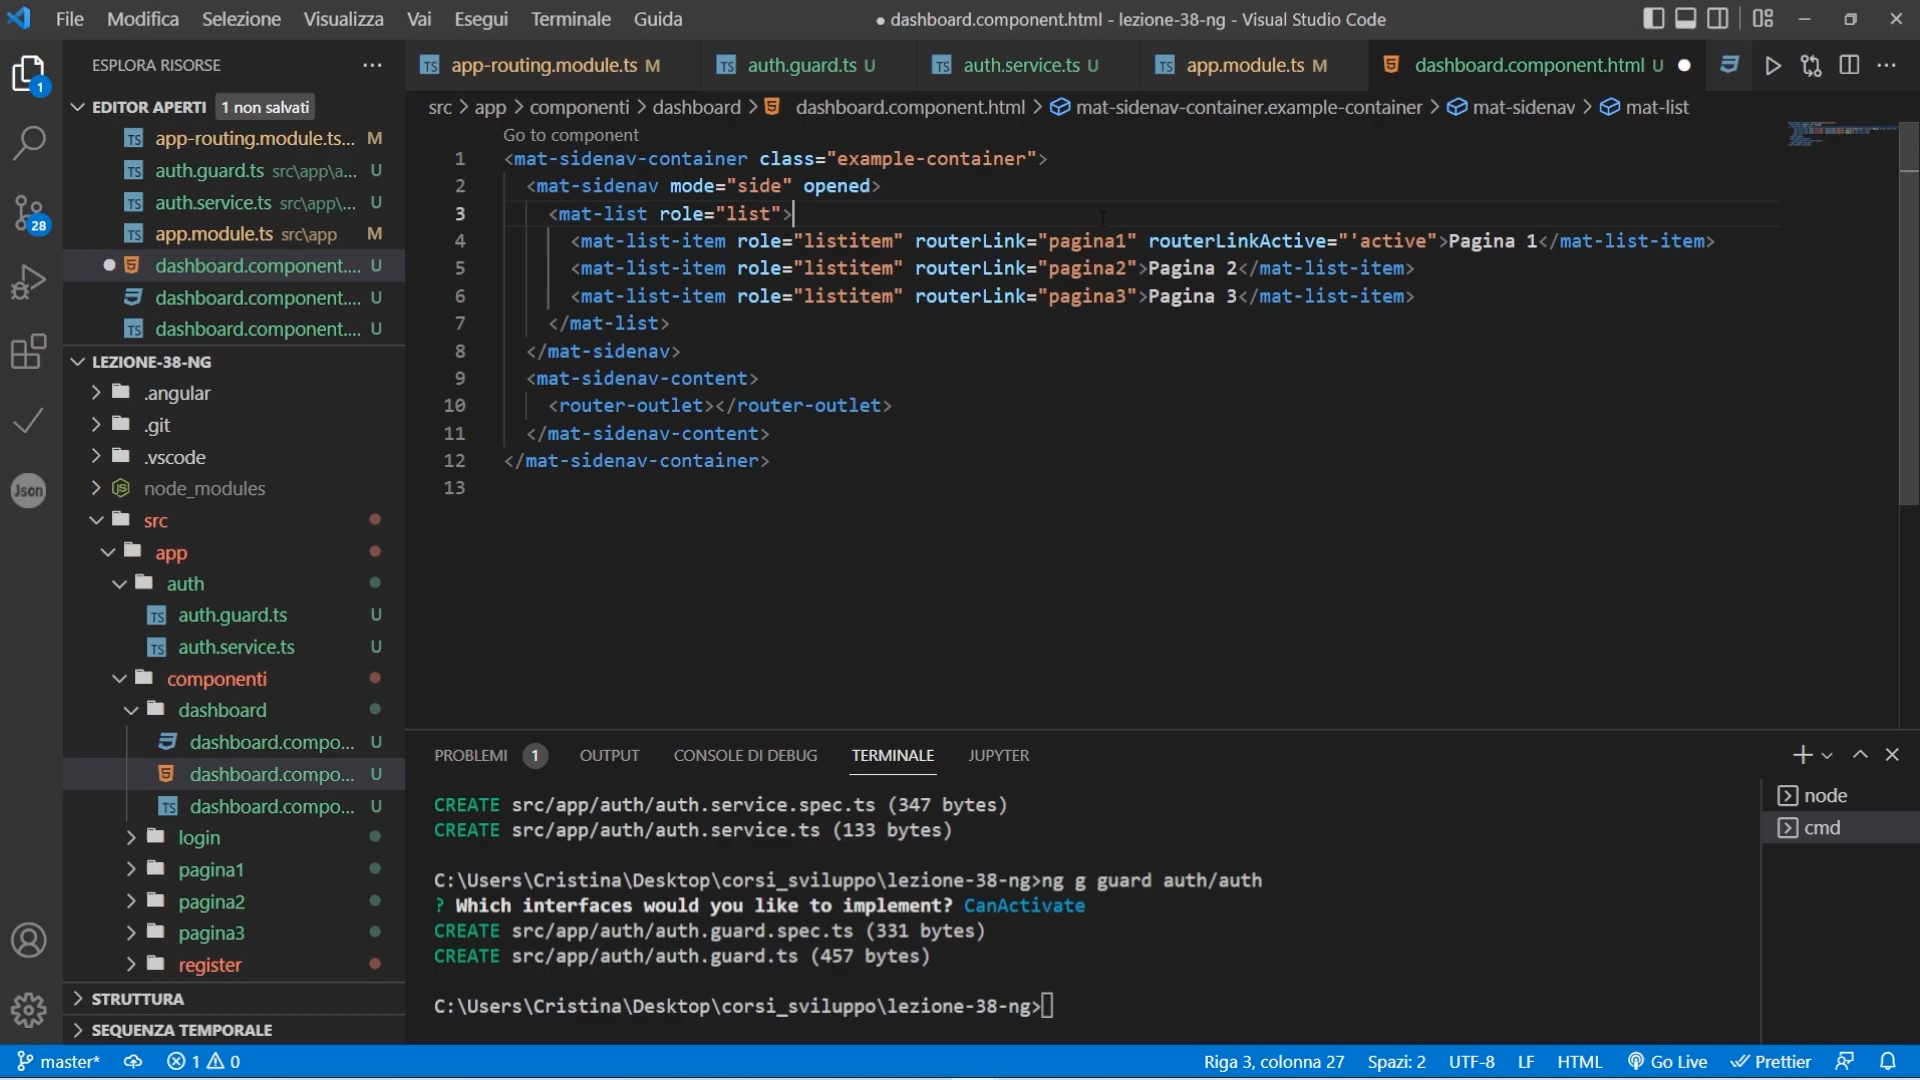 File Modifica Selezione Visualizza Vai Esegui Terminale Guida
● dashboard.component.html - lezione-38-ng - Visual Studio Code
ESPLORA RISORSE ···
EDITOR APERTI 1 non salvati
TS app-routing.module.ts... M
TS auth.guard.ts src\app\a... U
TS auth.service.ts src\app\... U
TS app.module.ts src\app M
dashboard.component.... U
dashboard.component.... U
TS dashboard.component.... U
LEZIONE-38-NG
.angular
.git
.vscode
node_modules
src
app
auth
TS auth.guard.ts U
TS auth.service.ts U
componenti
dashboard
dashboard.compo... U
dashboard.compo... U
TS dashboard.compo... U
login
pagina1
pagina2
pagina3
register
STRUTTURA
SEQUENZA TEMPORALE
1
28
Json
TS app-routing.module.ts M TS auth.guard.ts U TS auth.service.ts U TS app.module.ts M dashboard.component.html U ●
src > app > componenti > dashboard > dashboard.component.html > mat-sidenav-container.example-container > mat-sidenav > mat-list
Go to component
1 <mat-sidenav-container class="example-container">
2 <mat-sidenav mode="side" opened>
3 <mat-list role="list">
4 <mat-list-item role="listitem" routerLink="pagina1" routerLinkActive="'active">Pagina 1</mat-list-item>
5 <mat-list-item role="listitem" routerLink="pagina2">Pagina 2</mat-list-item>
6 <mat-list-item role="listitem" routerLink="pagina3">Pagina 3</mat-list-item>
7 </mat-list>
8 </mat-sidenav>
9 <mat-sidenav-content>
10 <router-outlet></router-outlet>
11 </mat-sidenav-content>
12 </mat-sidenav-container>
13
PROBLEMI 1 OUTPUT CONSOLE DI DEBUG TERMINALE JUPYTER
CREATE src/app/auth/auth.service.spec.ts (347 bytes)
CREATE src/app/auth/auth.service.ts (133 bytes)
C:\Users\Cristina\Desktop\corsi_sviluppo\lezione-38-ng>ng g guard auth/auth
? Which interfaces would you like to implement? CanActivate
CREATE src/app/auth/auth.guard.spec.ts (331 bytes)
CREATE src/app/auth/auth.guard.ts (457 bytes)
C:\Users\Cristina\Desktop\corsi_sviluppo\lezione-38-ng>
node
cmd
master* 1 0
Riga 3, colonna 27 Spazi: 2 UTF-8 LF HTML Go Live Prettier